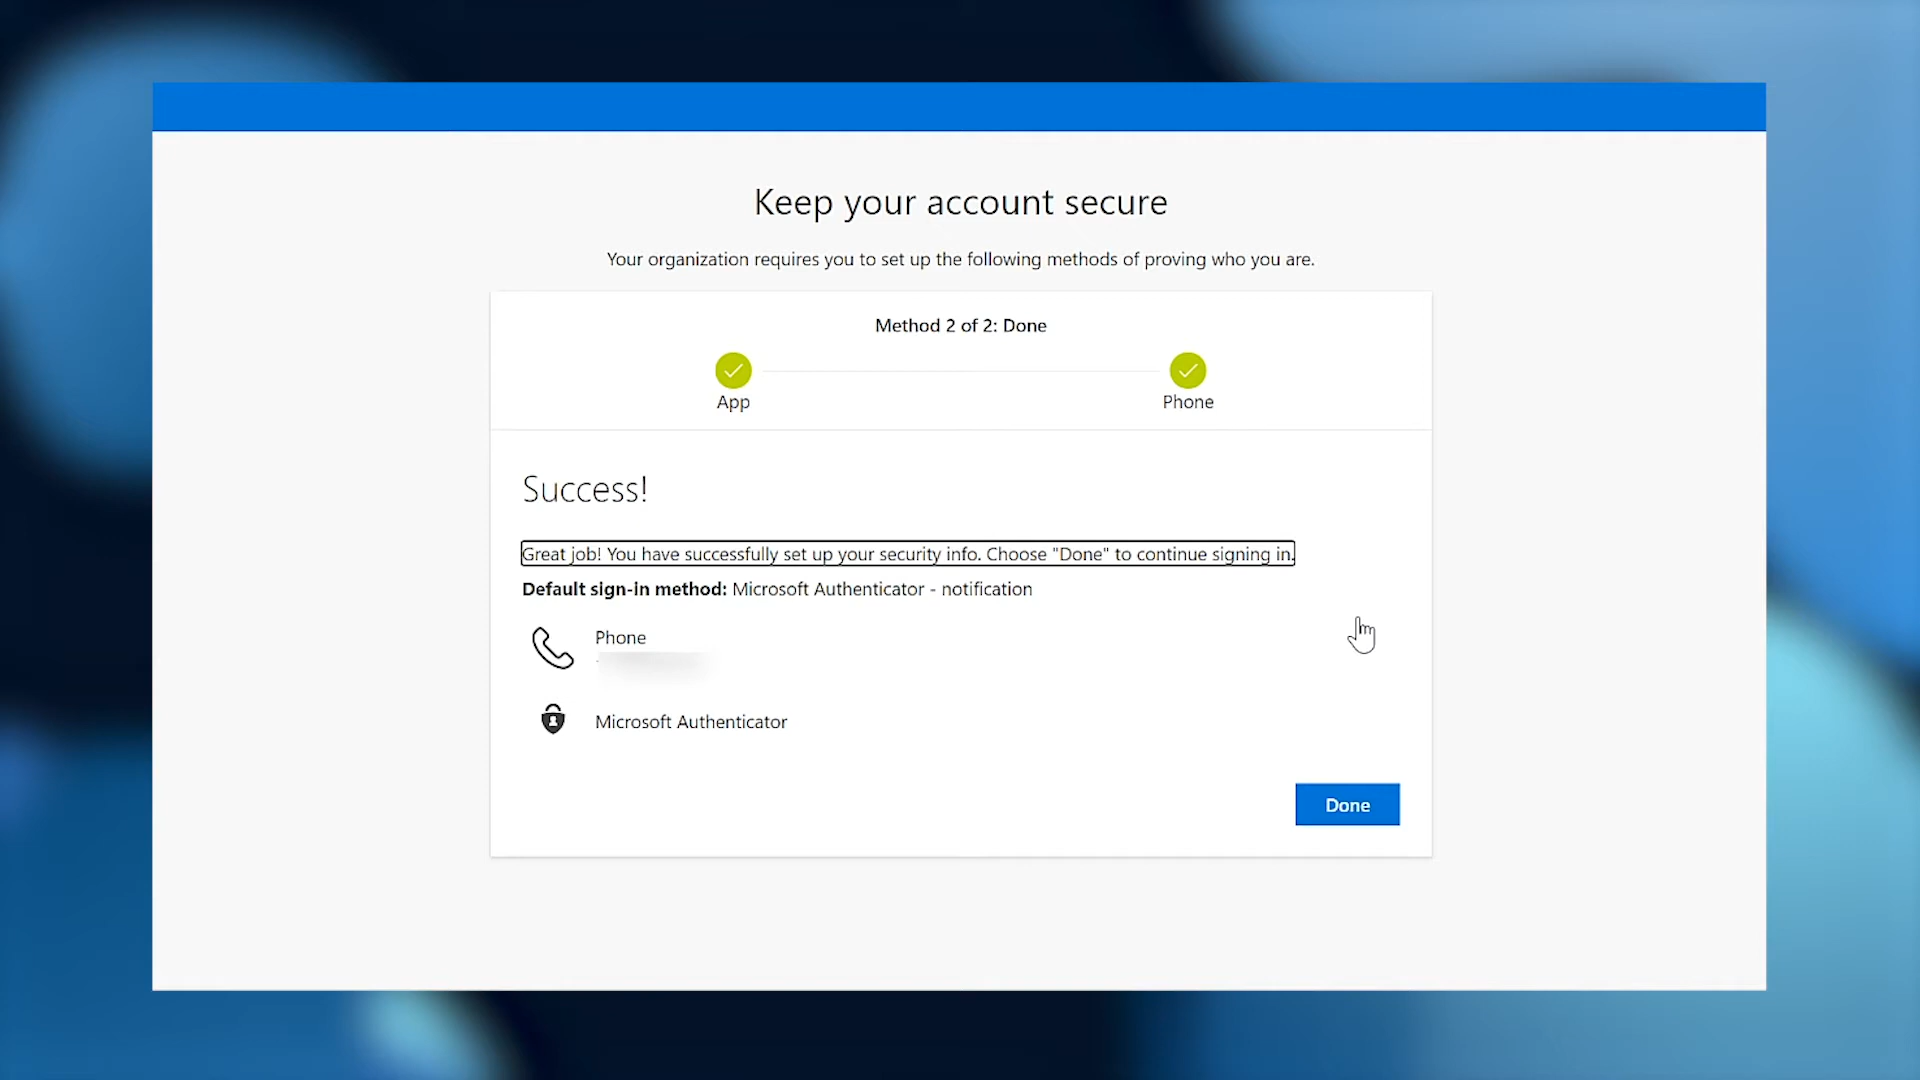 Keep your account secure
Your organization requires you to set up the following methods of proving who you are.
Method 2 of 2: Done
App
Phone
Success!
Great job! You have successfully set up your security info. Choose "Done" to continue signing in.
Default sign-in method: Microsoft Authenticator - notification
Phone
Microsoft Authenticator
Done